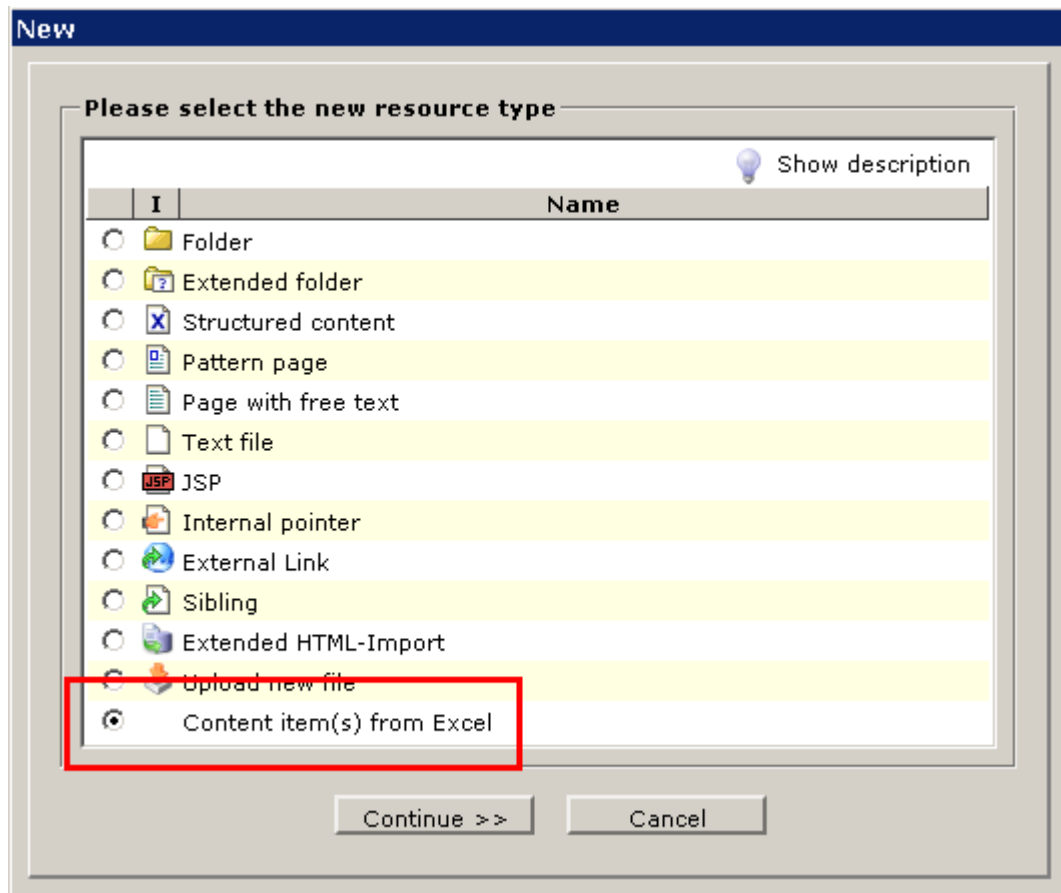 New
Please select the new resource type
Show description
I Name
Folder
Extended folder
X Structured content
Pattern page
Page with free text
Text file
JSP JSP
Internal pointer
External Link
Sibling
Extended HTML-Import
Upload new file
Content item(s) from Excel
Continue >> Cancel